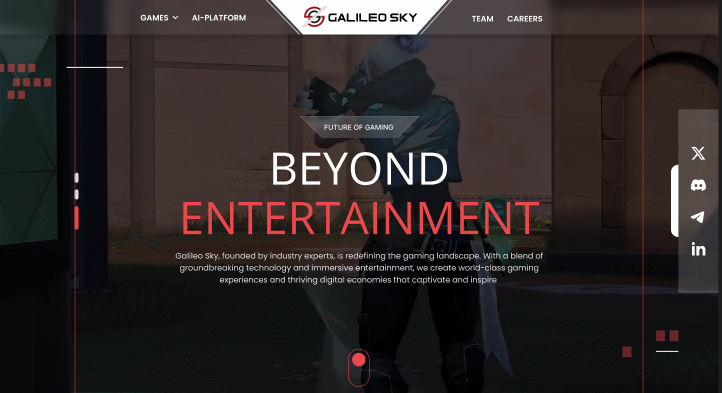 GAMES
AI-PLATFORM
GALILEO SKY
TEAM
CAREERS
FUTURE OF GAMING
BEYOND
ENTERTAINMENT
Galileo Sky, founded by industry experts, is redefining the gaming landscape. With a blend of
groundbreaking technology and immersive entertainment, we create world-class gaming
experiences and thriving digital economies that captivate and inspire